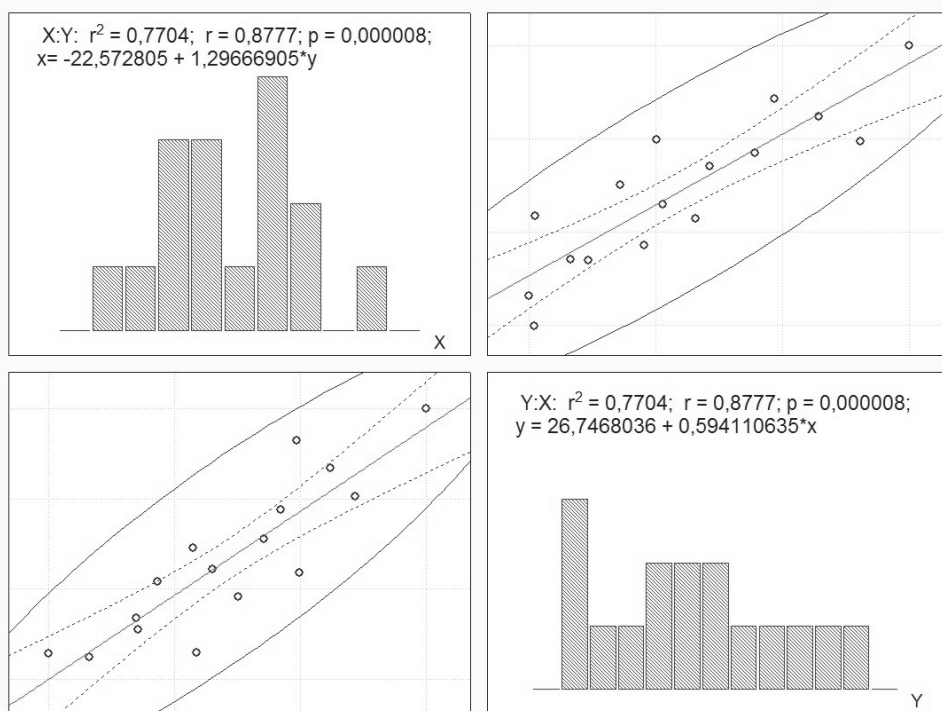 X:Y: r² = 0,7704; r = 0,8777; p = 0,000008;
x= -22,572805 + 1,29666905*y
X
Y:X: r² = 0,7704; r = 0,8777; p = 0,000008;
y = 26,7468036 + 0,594110635*x
Y